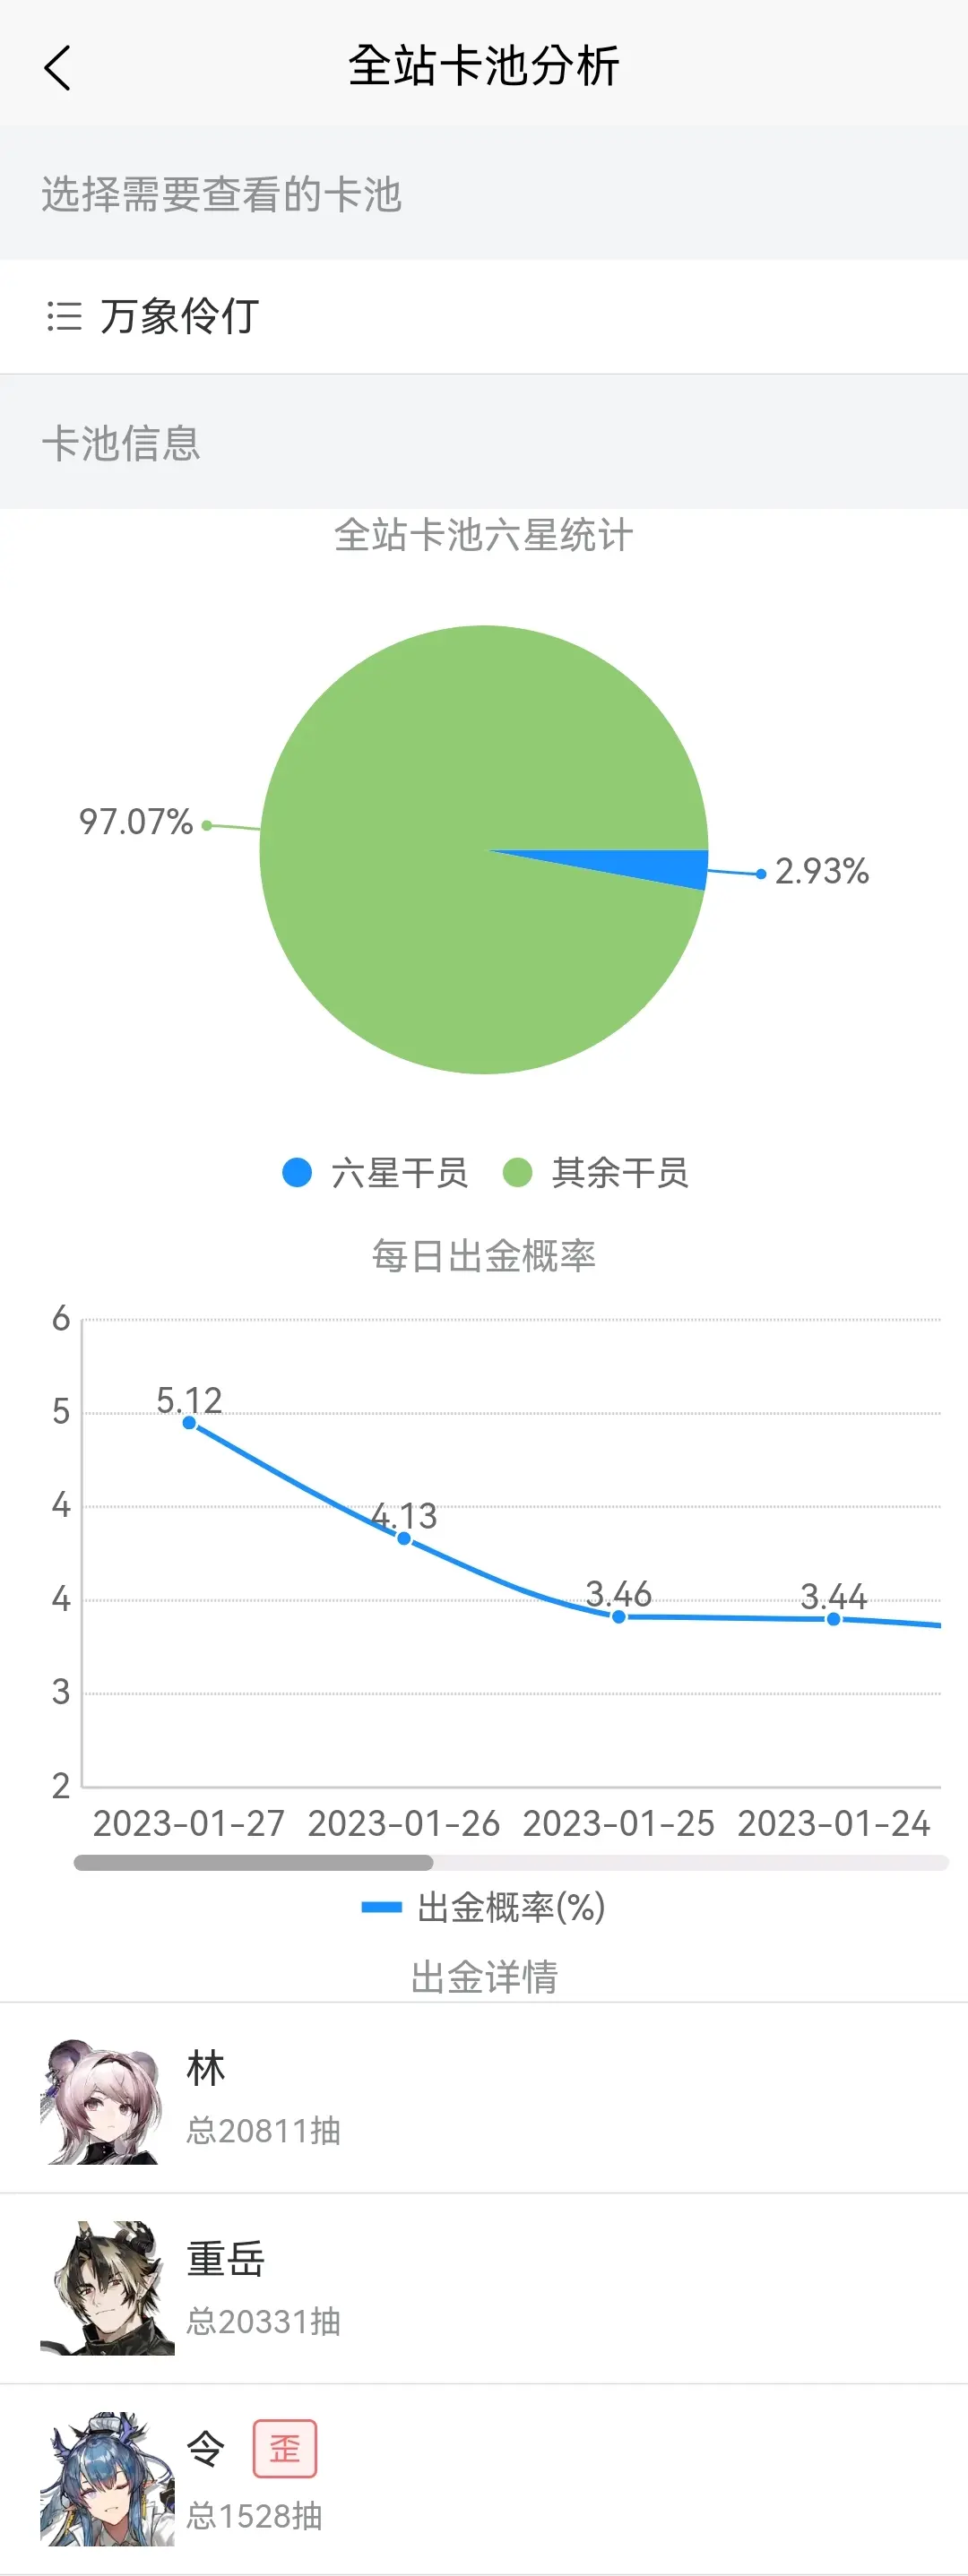 全站卡池分析
选择需要查看的卡池
万象伶仃
卡池信息
全站卡池六星统计
97.07%
2.93%
六星干员 其余干员
每日出金概率
6
5
4
4
3
2
5.12
4.13
3.46
3.44
2023-01-27 2023-01-26 2023-01-25 2023-01-24
出金概率(%)
出金详情
林
总20811抽
重岳
总20331抽
令 歪
总1528抽